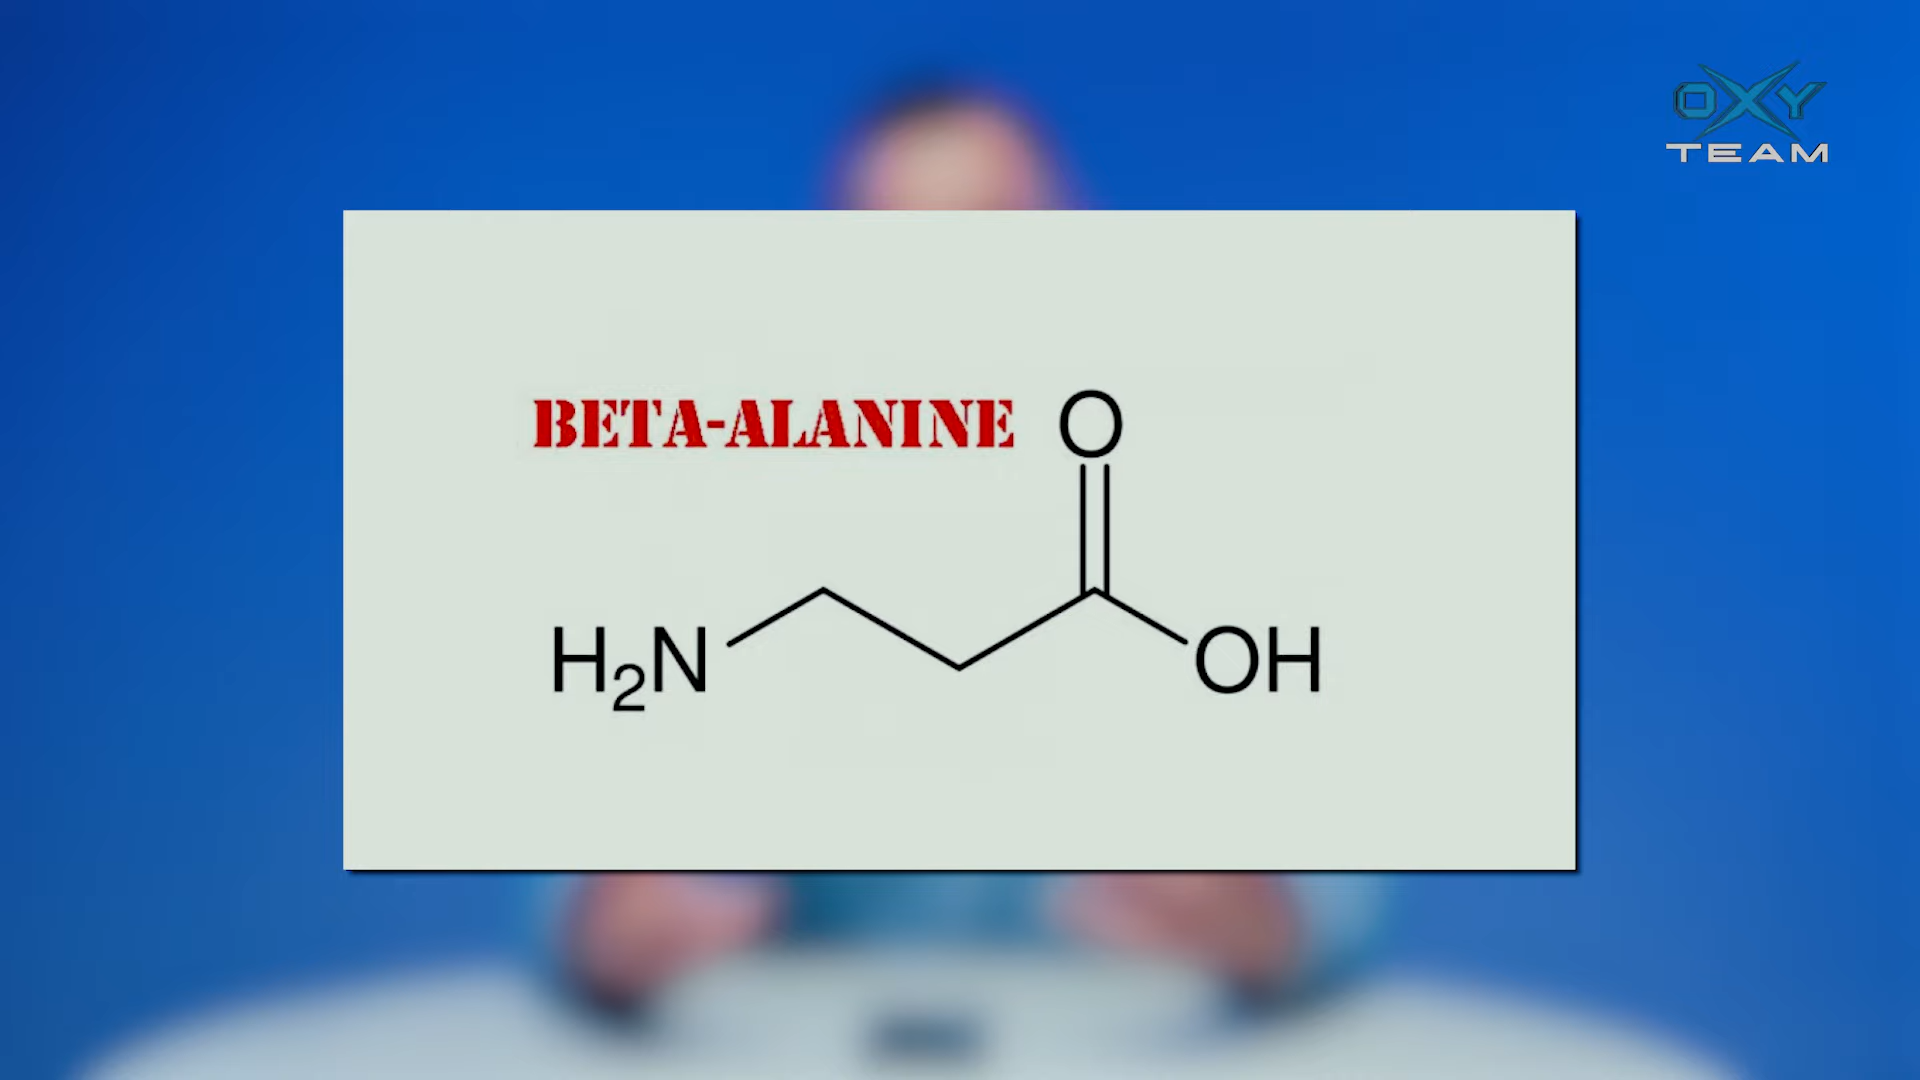 OXY
TEAM
BETA-ALANINE
O
H₂N
OH